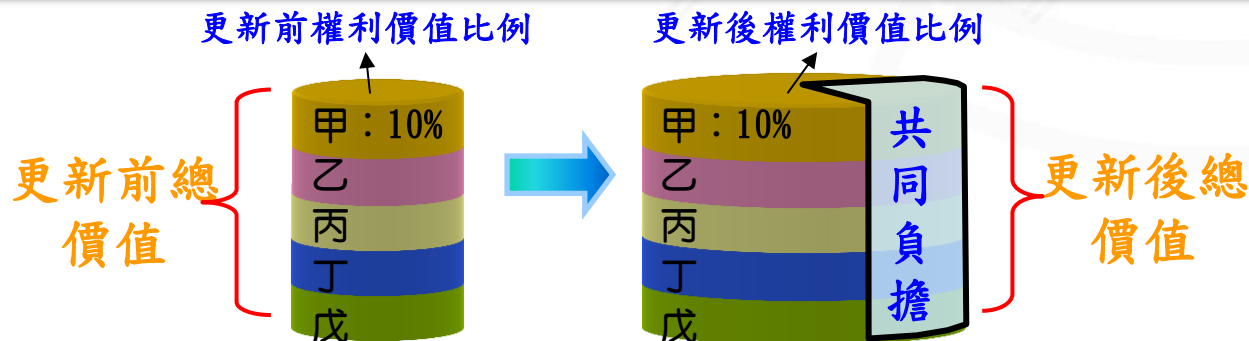 更新前權利價值比例
更新後權利價值比例
更新前總
價值
甲：10%
乙
丙
丁
戊
甲：10%
乙
丙
丁
戊
共
同
負
擔
更新後總
價值